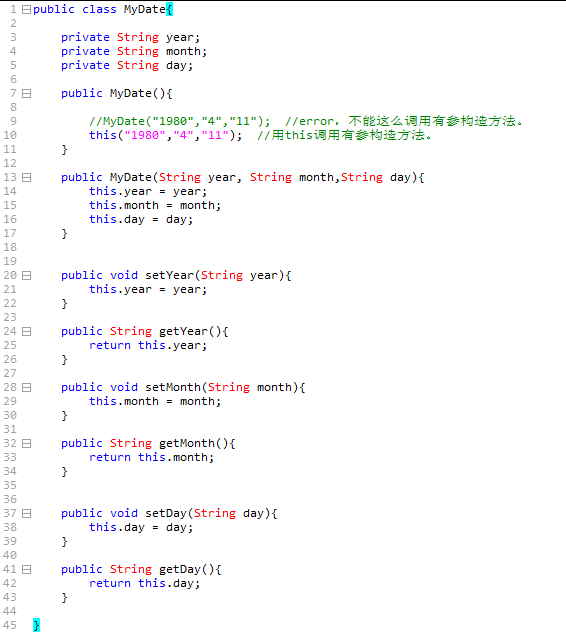 1 public class MyDate{
2
3     private String year;
4     private String month;
5     private String day;
6
7     public MyDate(){
8
9         //MyDate("1980","4","11");  //error，不能这么调用有参构造方法。
10         this("1980","4","11");  //用this调用有参构造方法。
11     }
12
13     public MyDate(String year, String month,String day){
14         this.year = year;
15         this.month = month;
16         this.day = day;
17     }
18
19
20     public void setYear(String year){
21         this.year = year;
22     }
23
24     public String getYear(){
25         return this.year;
26     }
27
28     public void setMonth(String month){
29         this.month = month;
30     }
31
32     public String getMonth(){
33         return this.month;
34     }
35
36
37     public void setDay(String day){
38         this.day = day;
39     }
40
41     public String getDay(){
42         return this.day;
43     }
44
45 }